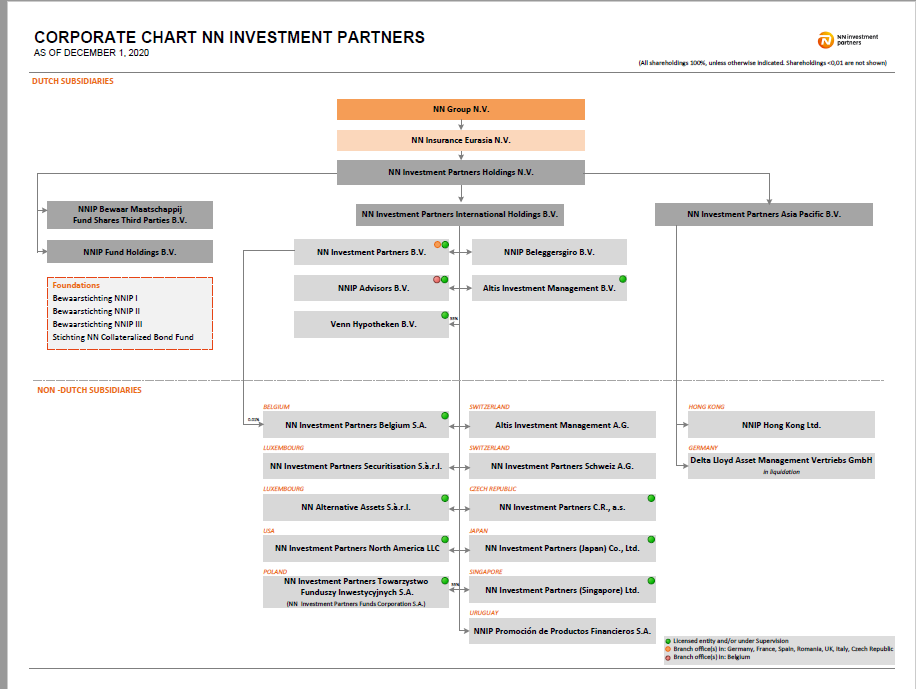 CORPORATE CHART NN INVESTMENT PARTNERS
AS OF DECEMBER 1, 2020
NN investment
partners
(All shareholdings 100%, unless otherwise indicated. Shareholdings <0,01 are not shown)
DUTCH SUBSIDIARIES
NN Group N.V.
NN Insurance Eurasia N.V.
NN Investment Partners Holdings N.V.
NNIP Bewaar Maatschappij
Fund Shares Third Parties B.V.
NN Investment Partners International Holdings B.V.
NN Investment Partners Asia Pacific B.V.
NNIP Fund Holdings B.V.
NN Investment Partners B.V.
NNIP Beleggersgiro B.V.
Foundations
Bewaarstichting NNIP I
Bewaarstichting NNIP II
Bewaarstichting NNIP III
Stichting NN Collateralized Bond Fund
NNIP Advisors B.V.
Altis Investment Management B.V.
Venn Hypotheken B.V.
NON -DUTCH SUBSIDIARIES
BELGIUM
NN Investment Partners Belgium S.A.
SWITZERLAND
Altis Investment Management A.G.
HONG KONG
NNIP Hong Kong Ltd.
LUXEMBOURG
NN Investment Partners Securitisation S.à.r.l.
SWITZERLAND
NN Investment Partners Schweiz A.G.
GERMANY
Delta Lloyd Asset Management Vertriebs GmbH
in liquidation
LUXEMBOURG
NN Alternative Assets S.à.r.l.
CZECH REPUBLIC
NN Investment Partners C.R., a.s.
USA
NN Investment Partners North America LLC
JAPAN
NN Investment Partners (Japan) Co., Ltd.
POLAND
NN Investment Partners Towarzystwo
Funduszy Inwestycyjnych S.A.
(NN Investment Partners Funds Corporation S.A.)
SINGAPORE
NN Investment Partners (Singapore) Ltd.
URUGUAY
NNIP Promoción de Productos Financieros S.A.
Licensed entity and/or under Supervision
Branch office(s) in: Germany, France, Spain, Romania, UK, Italy, Czech Republic
Branch office(s) in: Belgium